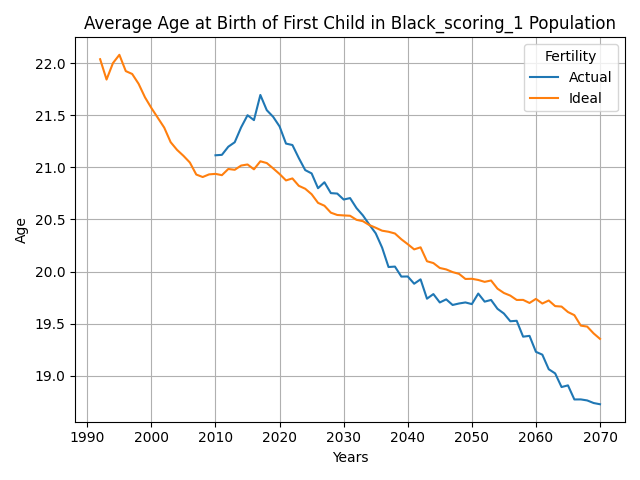 Average Age at Birth of First Child in Black_scoring_1 Population
Fertility
Actual
Ideal
22.0
21.5
21.0
20.5
20.0
19.5
19.0
Age
1990 2000 2010 2020 2030 2040 2050 2060 2070
Years